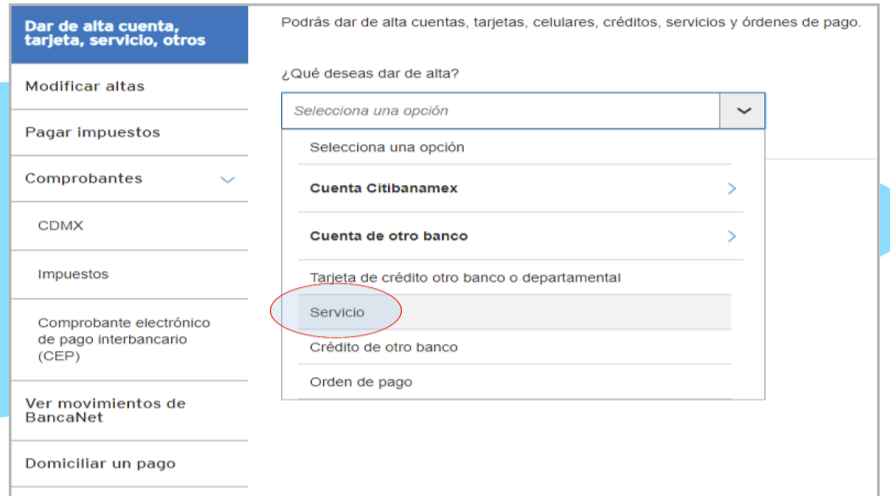 Dar de alta cuenta,
tarjeta, servicio, otros
Modificar altas
Pagar impuestos
Comprobantes
CDMX
Impuestos
Comprobante electrónico
de pago interbancario
(CEP)
Ver movimientos de
BancaNet
Domiciliar un pago
Podrás dar de alta cuentas, tarjetas, celulares, créditos, servicios y órdenes de pago.
¿Qué deseas dar de alta?
Selecciona una opción
Selecciona una opción
Cuenta Citibanamex
Cuenta de otro banco
Tarjeta de crédito otro banco o departamental
Servicio
Crédito de otro banco
Orden de pago